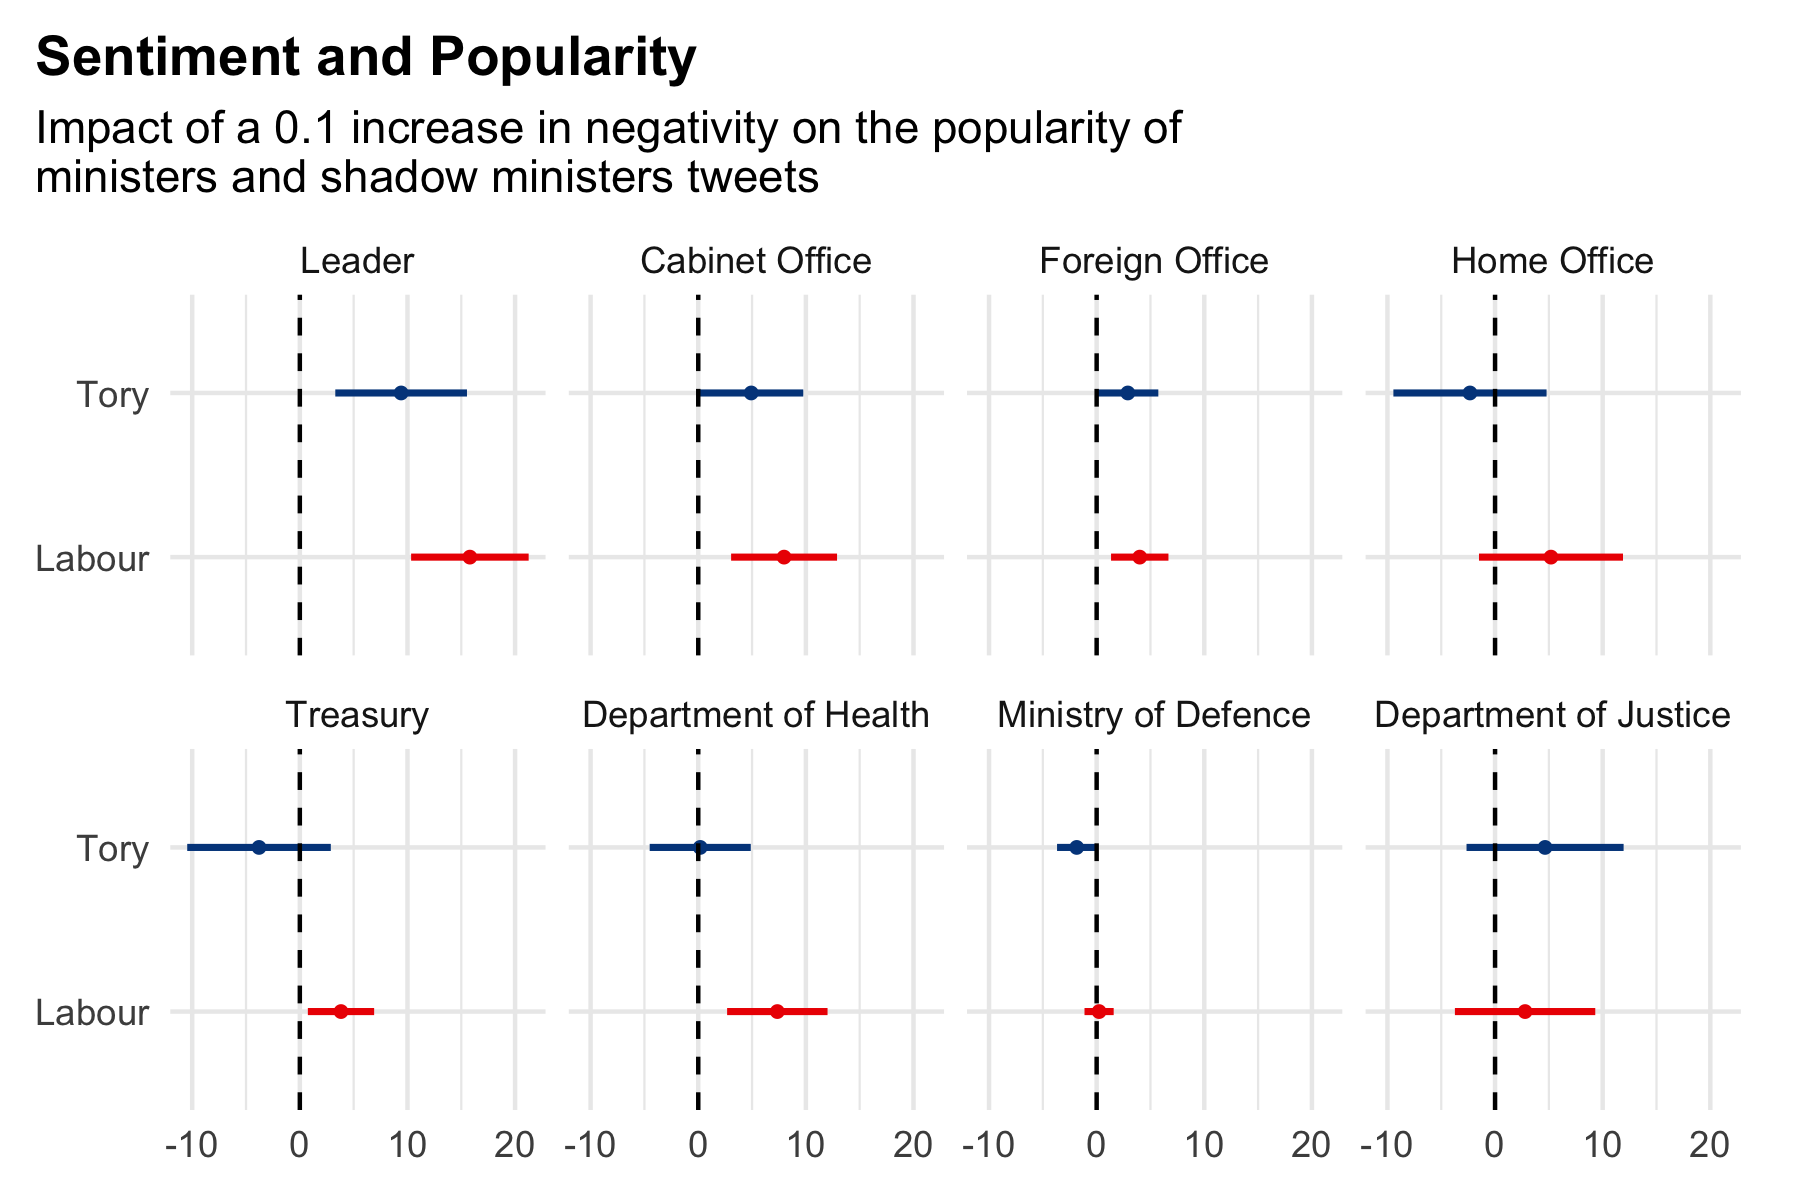 Sentiment and Popularity
Impact of a 0.1 increase in negativity on the popularity of
ministers and shadow ministers tweets
Leader
Cabinet Office
Foreign Office
Home Office
Tory
Labour
Treasury
Department of Health
Ministry of Defence
Department of Justice
Tory
Labour
-10 0 10 20 -10 0 10 20 -10 0 10 20 -10 0 10 20